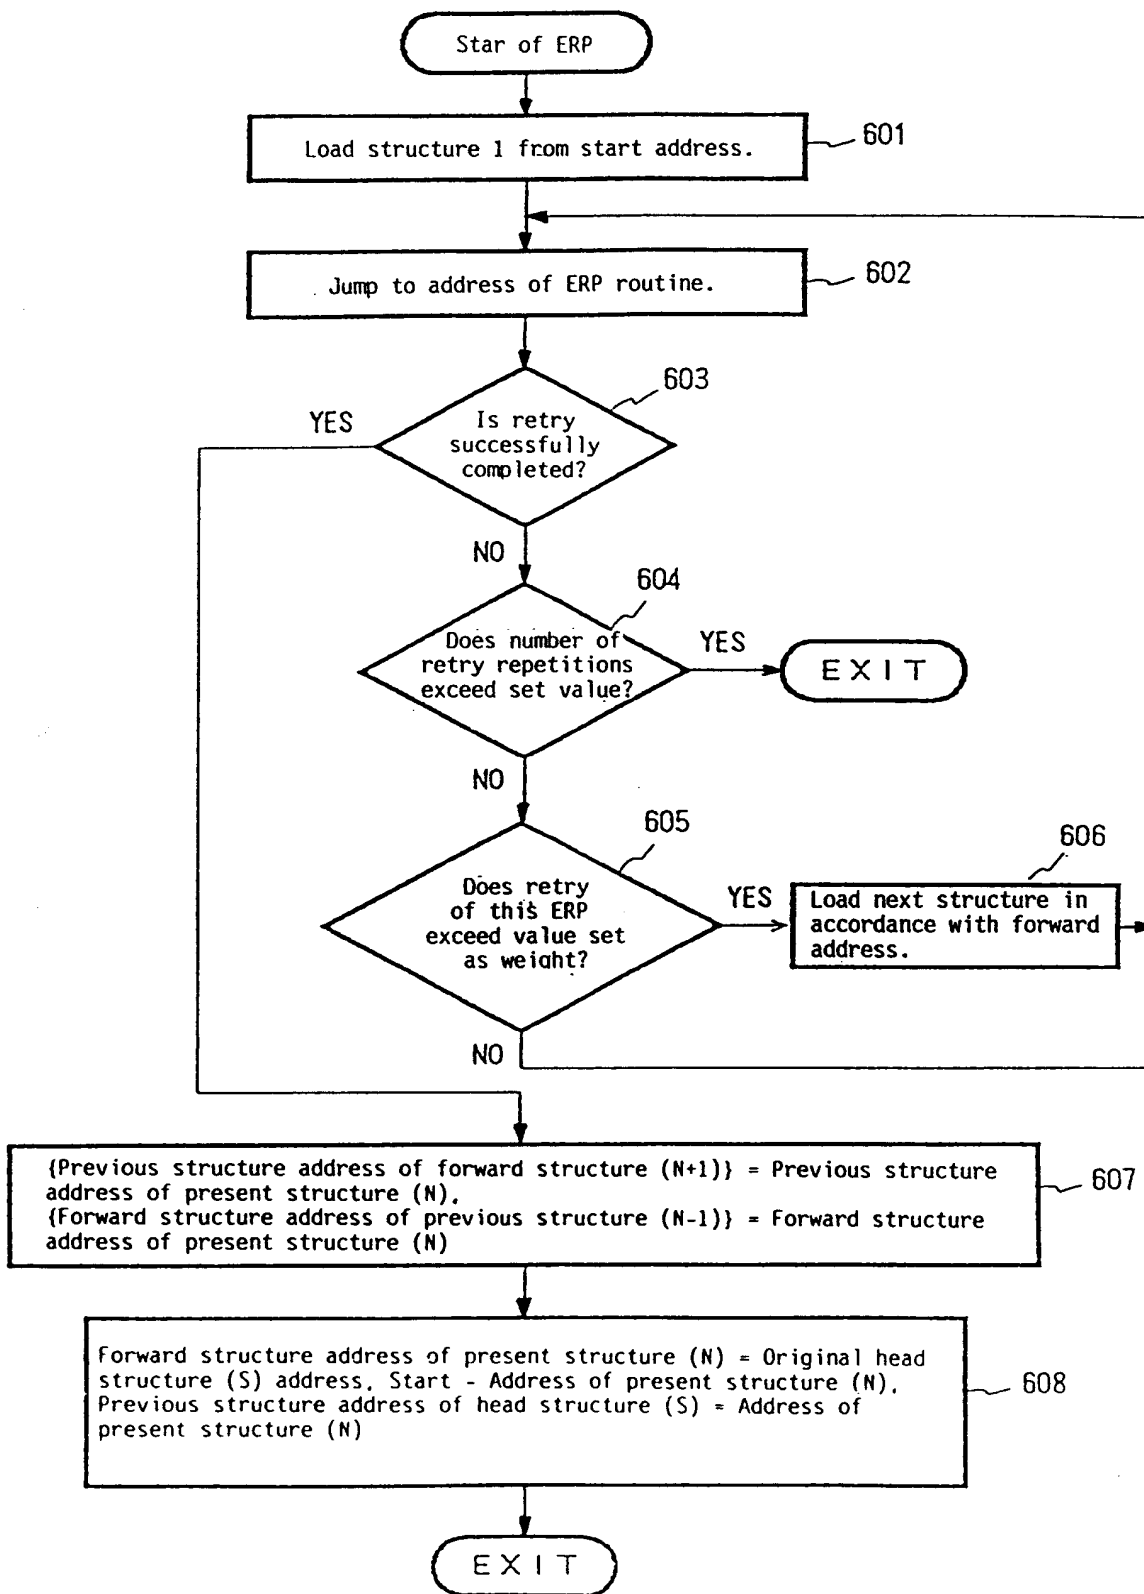 Star of ERP
Load structure 1 from start address.
601
Jump to address of ERP routine.
602
603
YES
Is retry
successfully
completed?
NO
604
Does number of
retry repetitions
exceed set value?
YES
EXIT
NO
605
606
Does retry
of this ERP
exceed value set
as weight?
YES
Load next structure in
accordance with forward
address.
NO
{Previous structure address of forward structure (N+1)} = Previous structure
address of present structure (N),
{Forward structure address of previous structure (N-1)} = Forward structure
address of present structure (N)
607
Forward structure address of present structure (N) = Original head
structure (S) address, Start - Address of present structure (N),
Previous structure address of head structure (S) = Address of
present structure (N)
608
EXIT